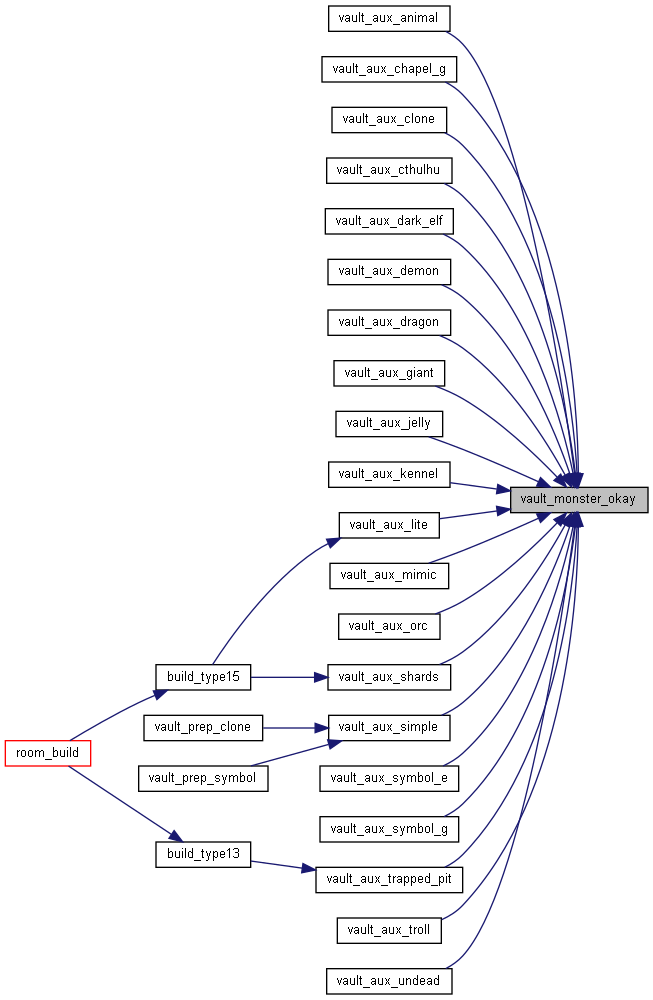 vault_aux_animal
vault_aux_chapel_g
vault_aux_clone
vault_aux_cthulhu
vault_aux_dark_elf
vault_aux_demon
vault_aux_dragon
vault_aux_giant
vault_aux_jelly
vault_aux_kennel
vault_monster_okay
vault_aux_lite
vault_aux_mimic
vault_aux_orc
build_type15
vault_aux_shards
vault_prep_clone
vault_aux_simple
room_build
vault_prep_symbol
vault_aux_symbol_e
vault_aux_symbol_g
build_type13
vault_aux_trapped_pit
vault_aux_troll
vault_aux_undead